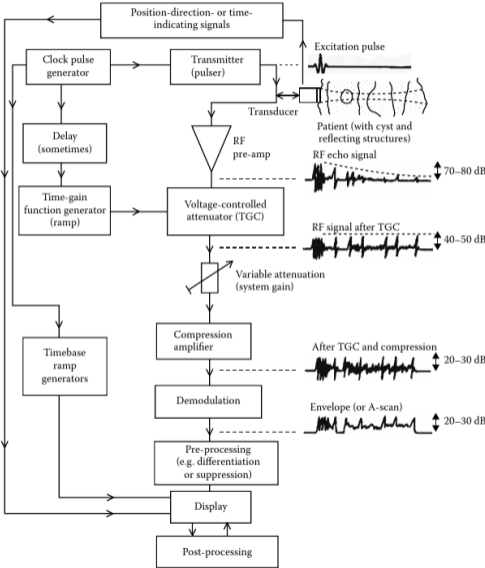 Position-direction- or time-
indicating signals
Excitation pulse
Clock pulse
generator
Transmitter
(pulser)
Transducer
Patient (with cyst and
reflecting structures)
Delay
(sometimes)
RF
pre-amp
RF echo signal
70–80 dB
Time-gain
function generator
(ramp)
Voltage-controlled
attenuator (TGC)
RF signal after TGC
40–50 dB
Variable attenuation
(system gain)
Compression
amplifier
After TGC and compression
20–30 dB
Timebase
ramp
generators
Demodulation
Envelope (or A-scan)
20–30 dB
Pre-processing
(e.g. differentiation
or suppression)
Display
Post-processing